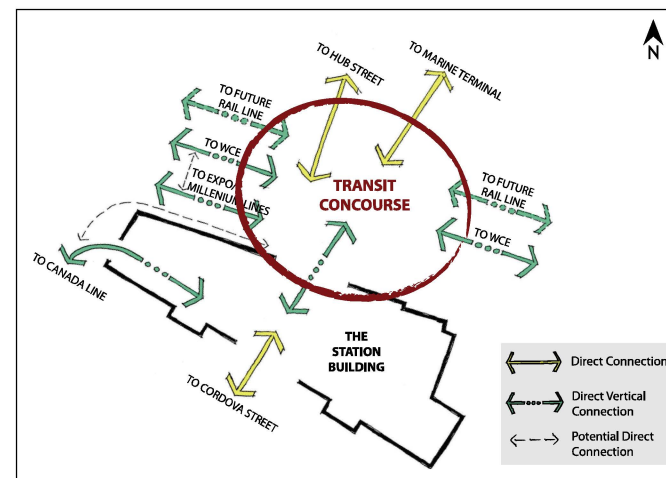 N
TO HUB STREET
TO MARINE TERMINAL
TO FUTURE
RAIL LINE
TO WCE
TO EXPO/
MILLENIUM LINES
TRANSIT
CONCOURSE
TO FUTURE
RAIL LINE
TO WCE
TO CANADA LINE
THE
STATION
BUILDING
TO CORDOVA STREET
Direct Connection
Direct Vertical
Connection
Potential Direct
Connection